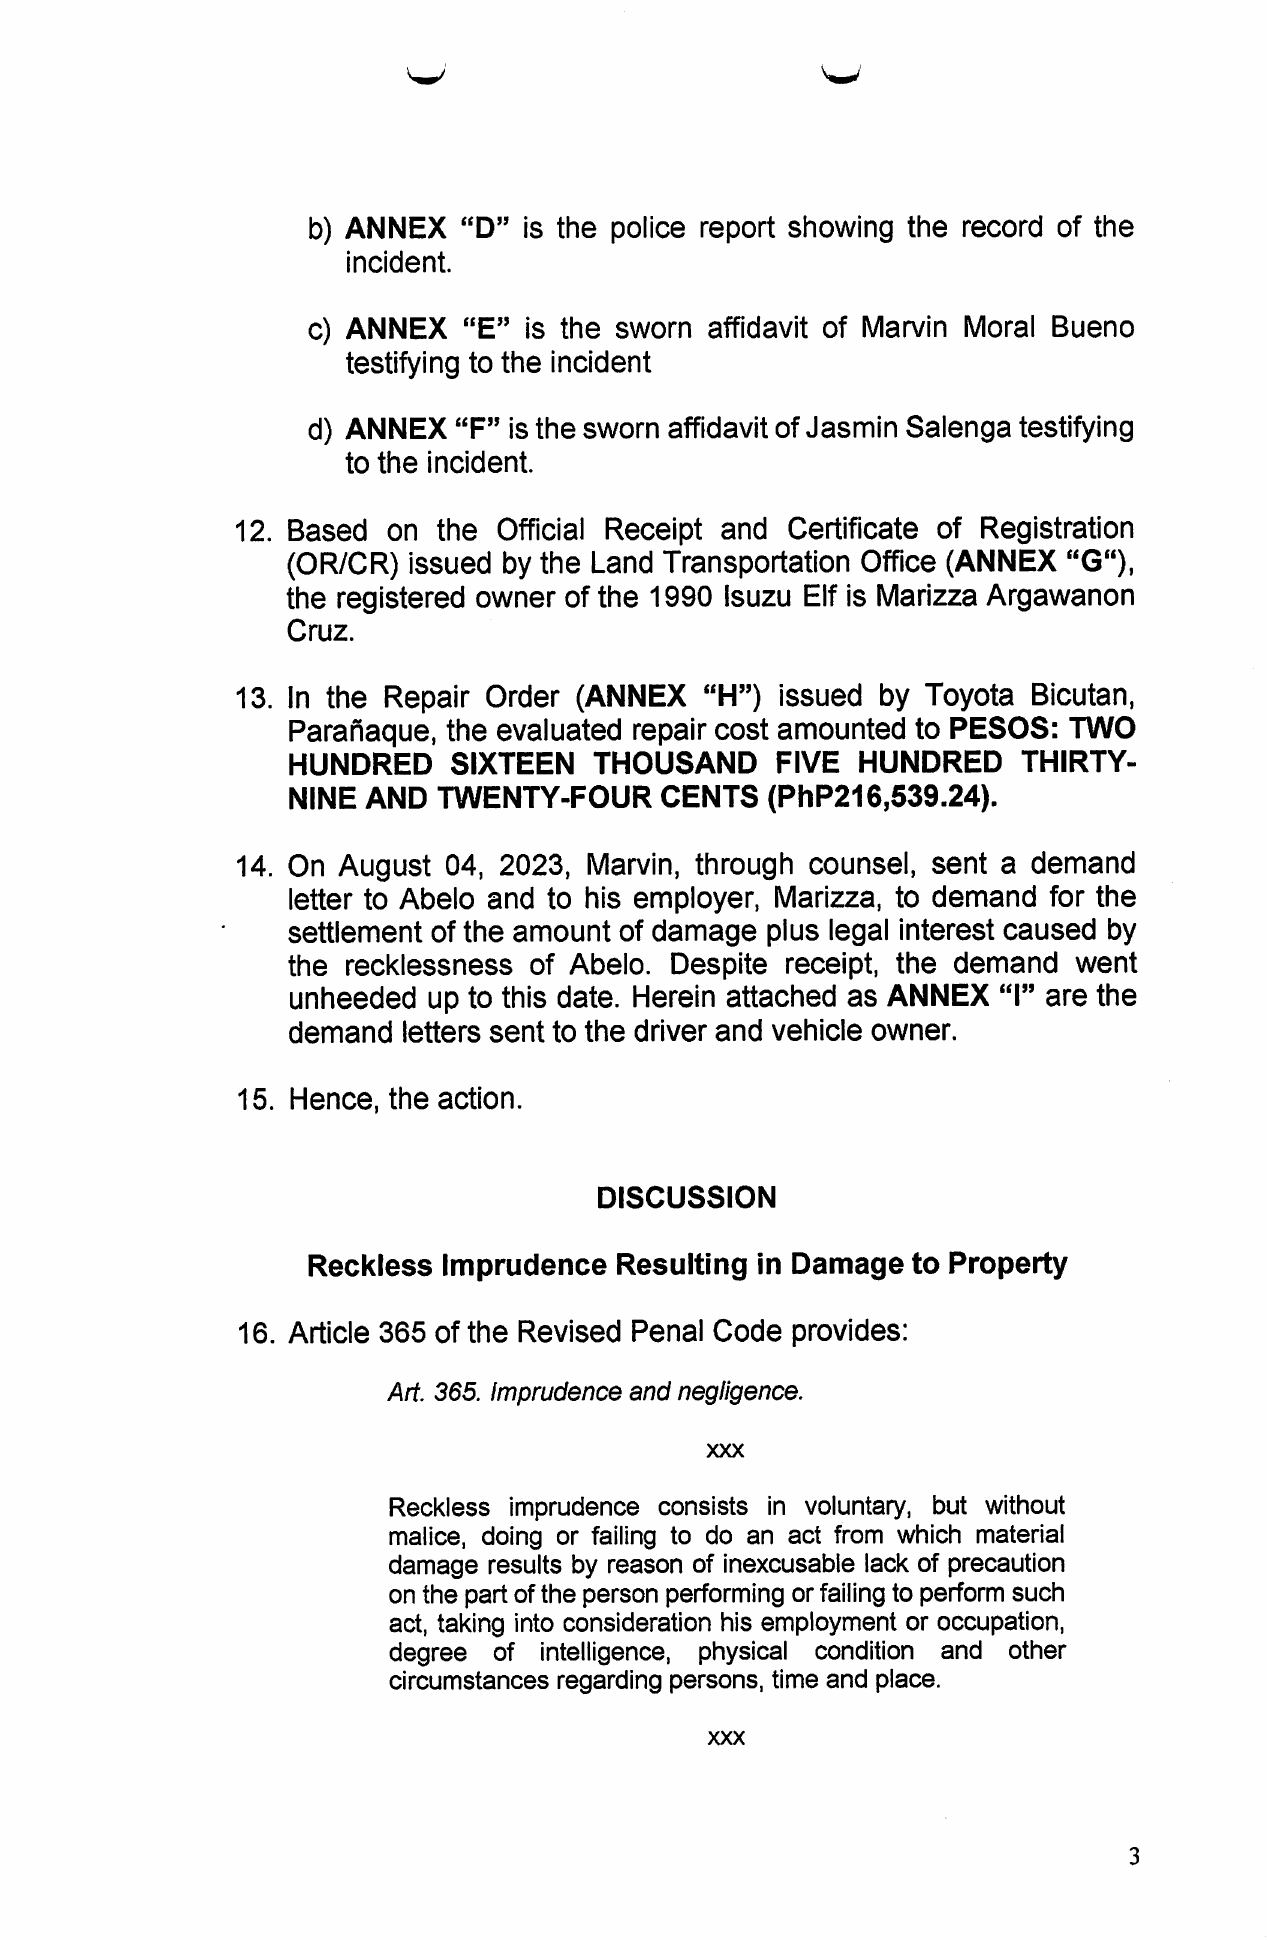 b) ANNEX “D” is the police report showing the record of the
incident.
c) ANNEX “E” is the sworn affidavit of Marvin Moral Bueno
testifying to the incident
d) ANNEX “F” is the sworn affidavit of Jasmin Salenga testifying
to the incident.
12. Based on the Official Receipt and Certificate of Registration
(OR/CR) issued by the Land Transportation Office (ANNEX “G“),
the registered owner of the 1990 Isuzu Elf is Marizza Argawanon
Cruz.
13. In the Repair Order (ANNEX “H”) issued by Toyota Bicutan,
Parañaque, the evaluated repair cost amounted to PESOS: TWO
HUNDRED SIXTEEN THOUSAND FIVE HUNDRED THIRTY-
NINE AND TWENTY-FOUR CENTS (PhP216,539.24).
14. On August 04, 2023, Marvin, through counsel, sent a demand
letter to Abelo and to his employer, Marizza, to demand for the
settlement of the amount of damage plus legal interest caused by
the recklessness of Abelo. Despite receipt, the demand went
unheeded up to this date. Herein attached as ANNEX “I” are the
demand letters sent to the driver and vehicle owner.
15. Hence, the action.
DISCUSSION
Reckless Imprudence Resulting in Damage to Property
16. Article 365 of the Revised Penal Code provides:
Art. 365. Imprudence and negligence.
xxx
Reckless imprudence consists in voluntary, but without
malice, doing or failing to do an act from which material
damage results by reason of inexcusable lack of precaution
on the part of the person performing or failing to perform such
act, taking into consideration his employment or occupation,
degree of intelligence, physical condition and other
circumstances regarding persons, time and place.
xxx
3